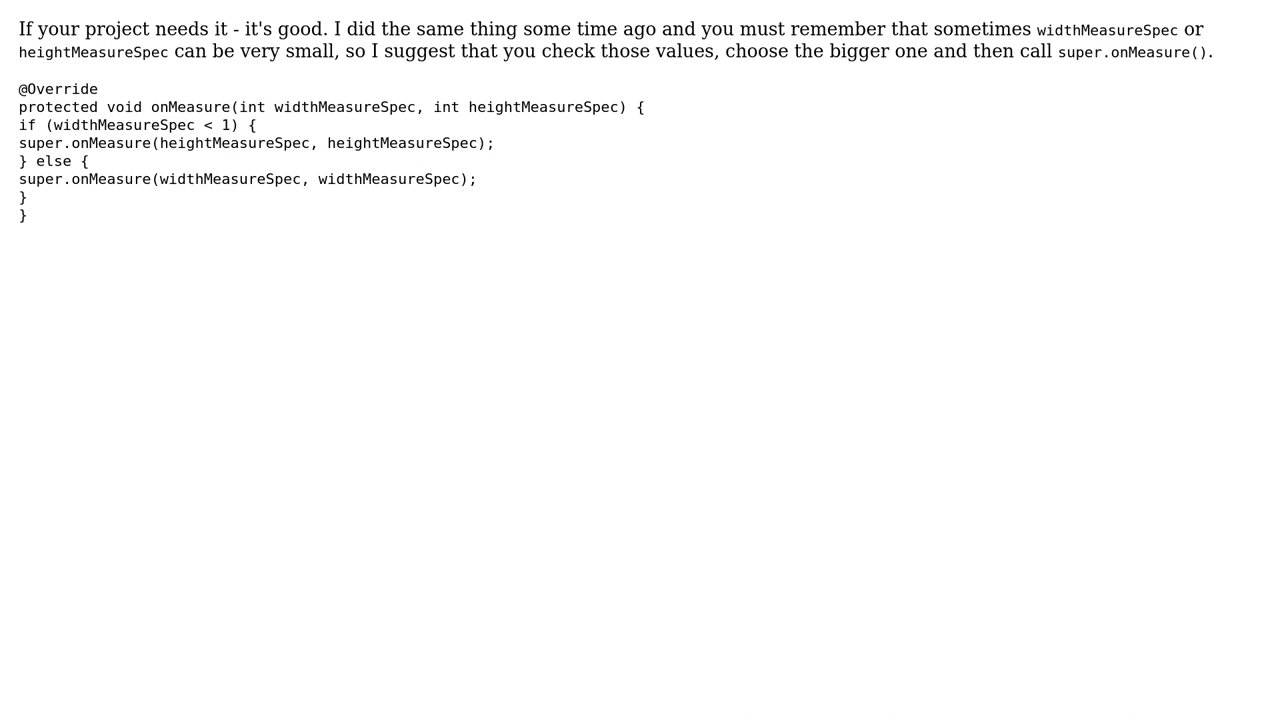 If your project needs it - it's good. I did the same thing some time ago and you must remember that sometimes widthMeasureSpec or
heightMeasureSpec can be very small, so I suggest that you check those values, choose the bigger one and then call super.onMeasure().
@Override
protected void onMeasure(int widthMeasureSpec, int heightMeasureSpec) {
if (widthMeasureSpec < 1) {
super.onMeasure(heightMeasureSpec, heightMeasureSpec);
} else {
super.onMeasure(widthMeasureSpec, widthMeasureSpec);
}
}